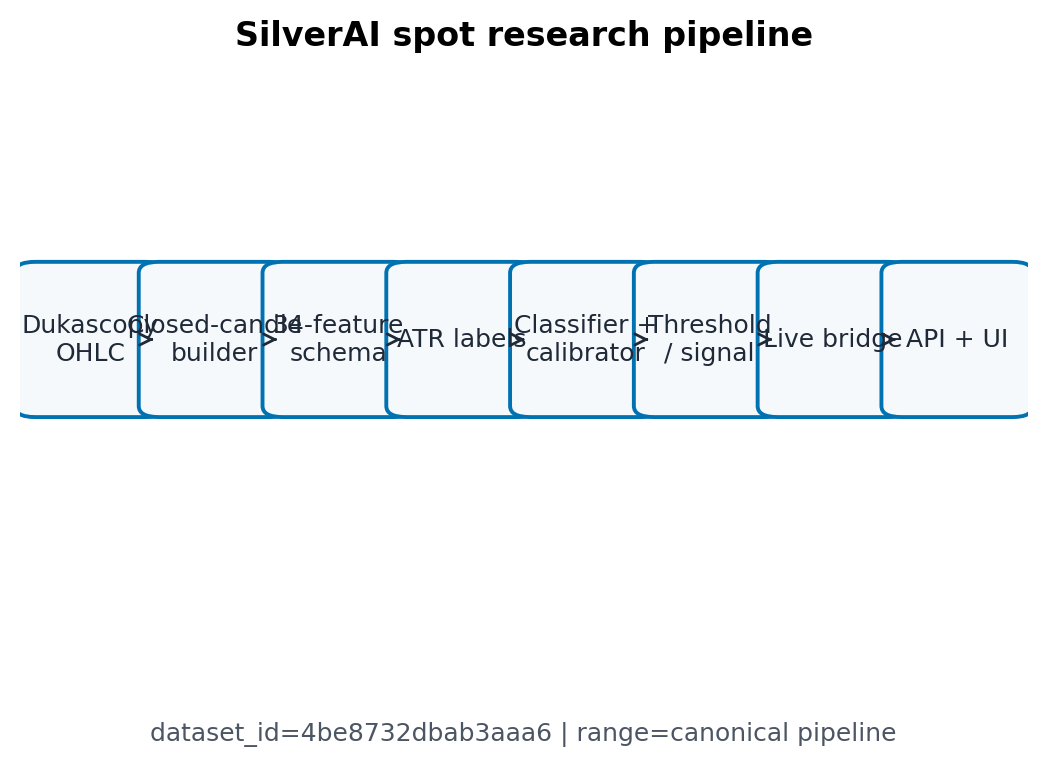 SilverAI spot research pipeline
Dukascopy
OHLC
Closed-candle
builder
34-feature
schema
ATR labels
Classifier +
calibrator
Threshold
/ signal
Live bridge
API + UI
dataset_id=4be8732dbab3aaa6 | range=canonical pipeline